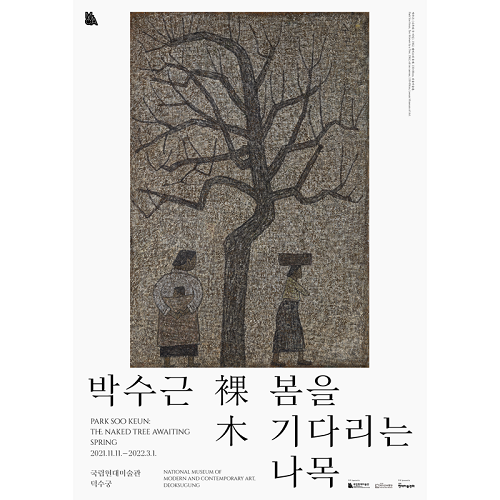 박수근 裸木 봄을
기다리는
나목
PARK SOO KEUN:
THE NAKED TREE AWAITING
SPRING
2021.11.11.—2022.3.1.
국립현대미술관
덕수궁
NATIONAL MUSEUM OF
MODERN AND CONTEMPORARY ART,
DEOKSUGUNG